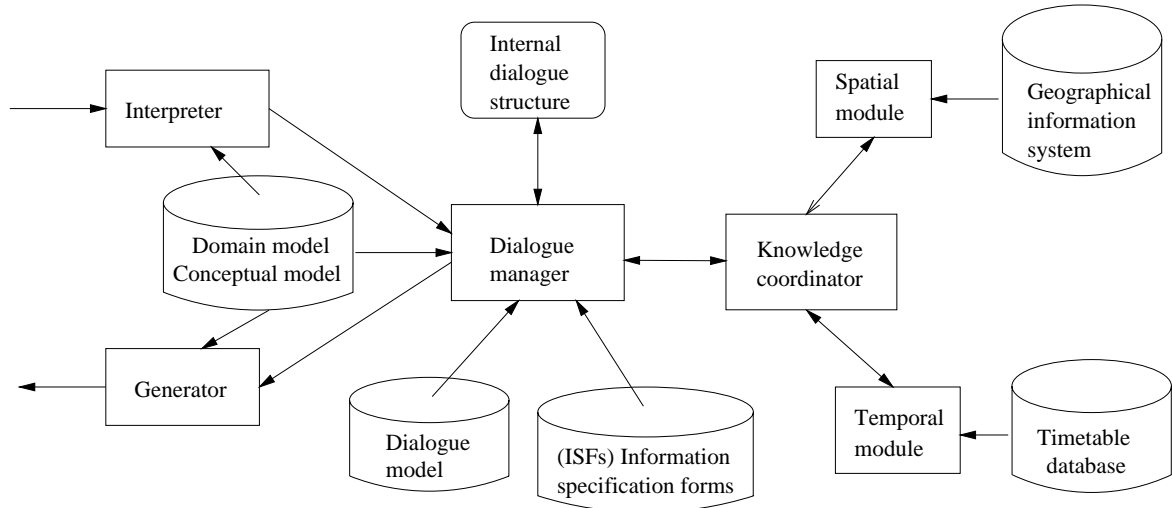 Interpreter
Internal
dialogue
structure
Spatial
module
Geographical
information
system
Domain model
Conceptual model
Dialogue
manager
Knowledge
coordinator
Generator
Dialogue
model
(ISFs) Information
specification forms
Temporal
module
Timetable
database